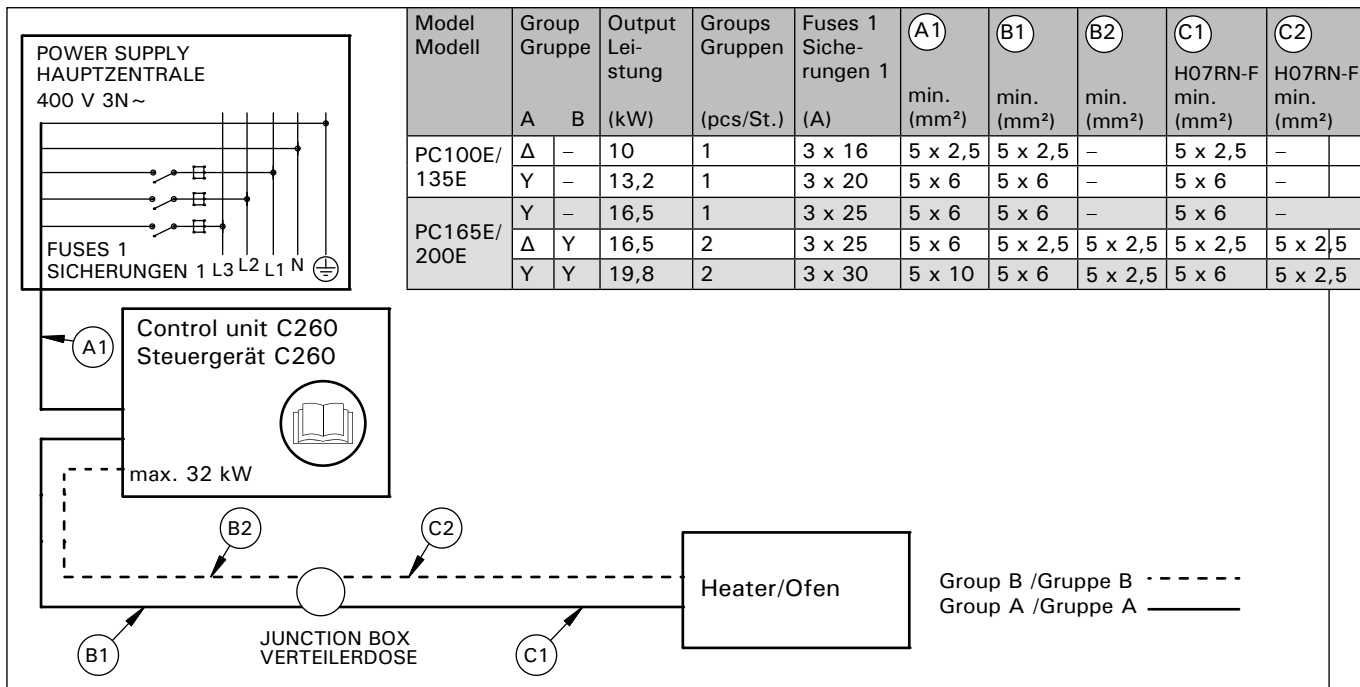 POWER SUPPLY
HAUPTZENTRALE
400 V 3N~
FUSES 1
SICHERUNGEN 1 L3 L2 L1 N
Model Modell | Group Gruppe A B | Output Lei-stung (kW) | Groups Gruppen (pcs/St.) | Fuses 1 Siche-rungen 1 (A) | A1 min. (mm²) | B1 min. (mm²) | B2 min. (mm²) | C1 H07RN-F min. (mm²) | C2 H07RN-F min. (mm²)
PC100E/135E | Δ | – | 10 | 1 | 3 x 16 | 5 x 2,5 | 5 x 2,5 | – | 5 x 2,5 | –
Y | – | 13,2 | 1 | 3 x 20 | 5 x 6 | 5 x 6 | – | 5 x 6 | –
PC165E/200E | Y | – | 16,5 | 1 | 3 x 25 | 5 x 6 | 5 x 6 | – | 5 x 6 | –
Δ | Y | 16,5 | 2 | 3 x 25 | 5 x 6 | 5 x 2,5 | 5 x 2,5 | 5 x 2,5 | 5 x 2,5
Y | Y | 19,8 | 2 | 3 x 30 | 5 x 10 | 5 x 6 | 5 x 2,5 | 5 x 6 | 5 x 2,5
A1
Control unit C260
Steuergerät C260
max. 32 kW
B2
C2
Heater/Ofen
Group B /Gruppe B
Group A /Gruppe A
B1
JUNCTION BOX
VERTEILERDOSE
C1